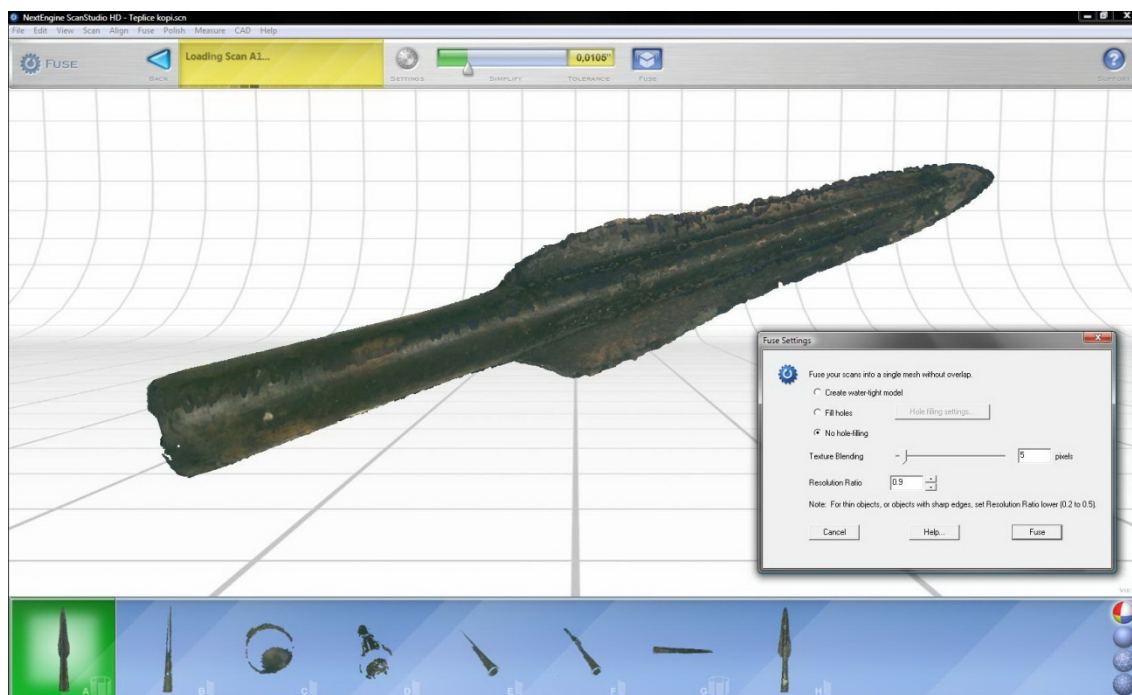 NextEngine ScanStudio HD - Teplice kopi.scn
File Edit View Scan Align Fuse Polish Measure CAD Help
FUSE
BACK
Loading Scan A1...
SETTINGS
SIMPLIFY
0,0105"
TOLERANCE
FUSE
SUPPORT
Fuse Settings
X
Fuse your scans into a single mesh without overlap.
Create water-tight model
Fill holes
Hole filling settings...
No hole-filling
Texture Blending
5
pixels
Resolution Ratio
0.9
Note: For thin objects, or objects with sharp edges, set Resolution Ratio lower (0.2 to 0.5).
Cancel
Help...
Fuse
A
B
C
D
E
F
G
H